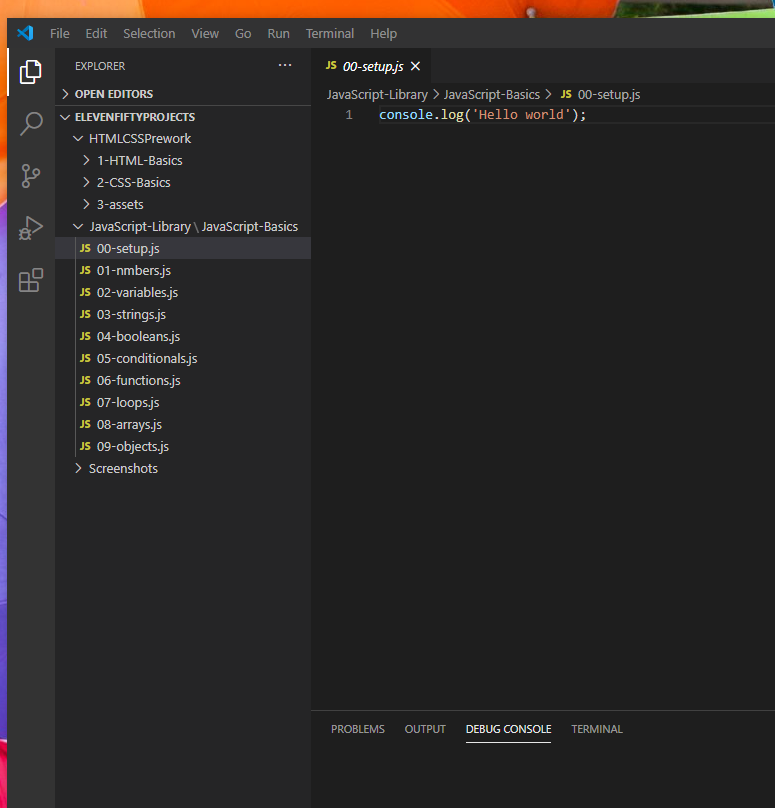 File Edit Selection View Go Run Terminal Help
EXPLORER ···
OPEN EDITORS
ELEVENFIFTYPROJECTS
HTMLCSSPrework
1-HTML-Basics
2-CSS-Basics
3-assets
JavaScript-Library \ JavaScript-Basics
JS 00-setup.js
JS 01-nmbers.js
JS 02-variables.js
JS 03-strings.js
JS 04-booleans.js
JS 05-conditionals.js
JS 06-functions.js
JS 07-loops.js
JS 08-arrays.js
JS 09-objects.js
Screenshots
JS 00-setup.js
JavaScript-Library > JavaScript-Basics > JS 00-setup.js
1 console.log('Hello world');
PROBLEMS OUTPUT DEBUG CONSOLE TERMINAL